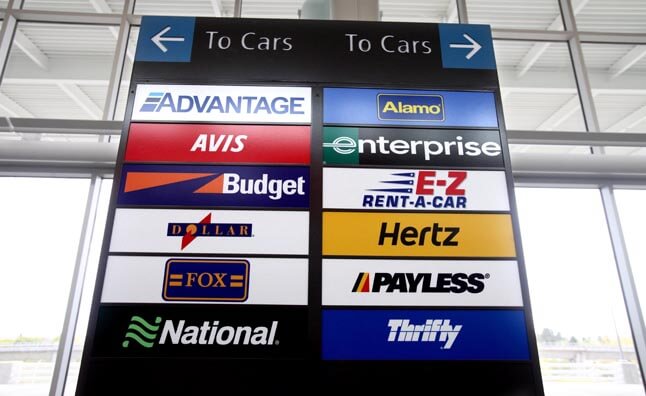 To Cars
ADVANTAGE
AVIS
Budget
DOLLAR
FOX
National
To Cars
Alamo
enterprise
E-Z
RENT-A-CAR
Hertz
PAYLESS
Thrifty